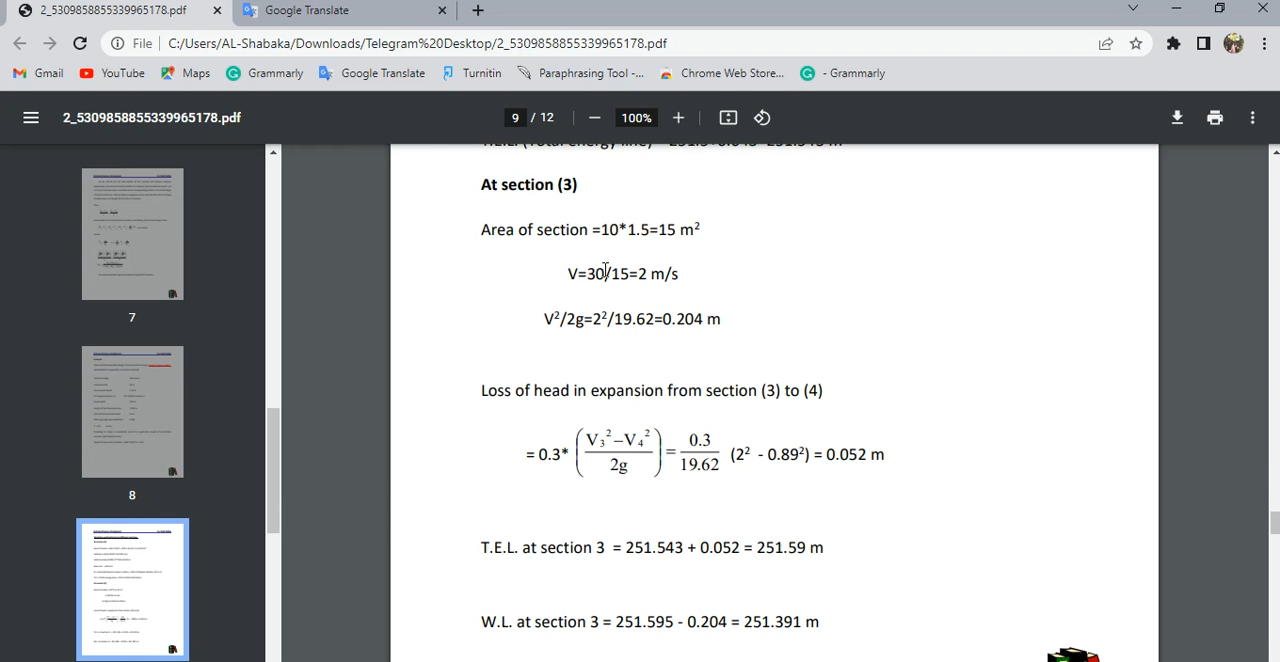 2_5309858855339965178.pdf
Google Translate
File
C:/Users/AL-Shabaka/Downloads/Telegram%20Desktop/2_5309858855339965178.pdf
Gmail
YouTube
Maps
Grammarly
Google Translate
Turnitin
Paraphrasing Tool -...
Chrome Web Store...
- Grammarly
2_5309858855339965178.pdf
9 / 12
100%
7
8
At section (3)
Area of section =10*1.5=15 m²
V=30/15=2 m/s
V²/2g=2²/19.62=0.204 m
Loss of head in expansion from section (3) to (4)
= 0.3* (V₃²–V₄² / 2g) = 0.3 / 19.62 (2² - 0.89²) = 0.052 m
T.E.L. at section 3 = 251.543 + 0.052 = 251.595 m
W.L. at section 3 = 251.595 - 0.204 = 251.391 m